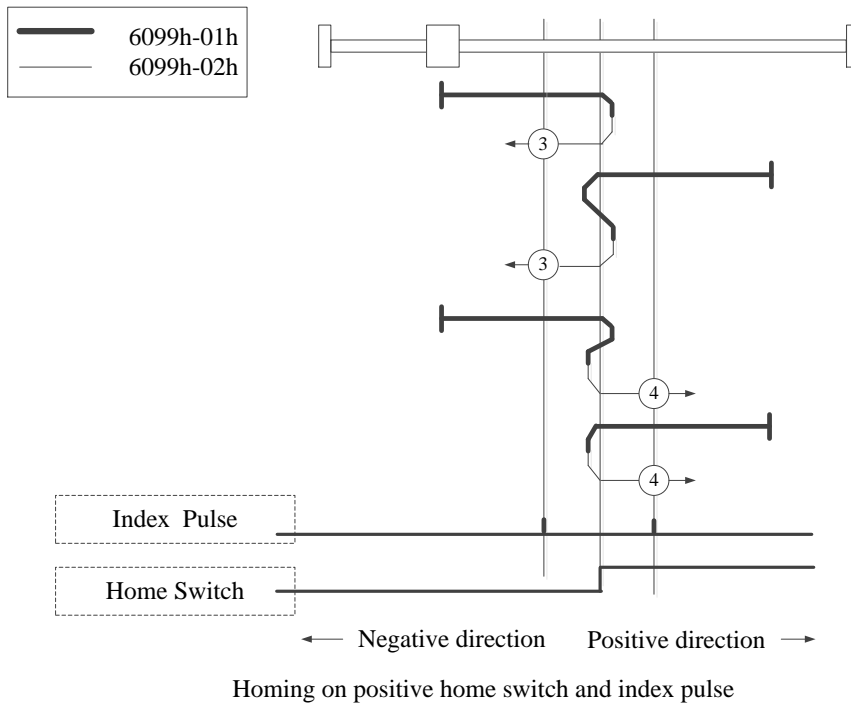 6099h-01h
6099h-02h
3
3
4
4
Index Pulse
Home Switch
Negative direction
Positive direction
Homing on positive home switch and index pulse